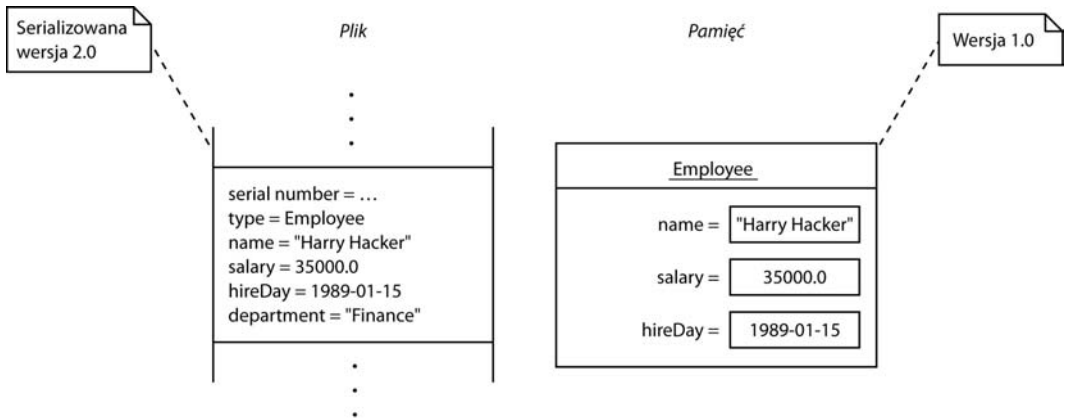 Serializowana
wersja 2.0
Plik
Pamięć
Wersja 1.0
serial number = ...
type = Employee
name = "Harry Hacker"
salary = 35000.0
hireDay = 1989-01-15
department = "Finance"
Employee
name = "Harry Hacker"
salary = 35000.0
hireDay = 1989-01-15